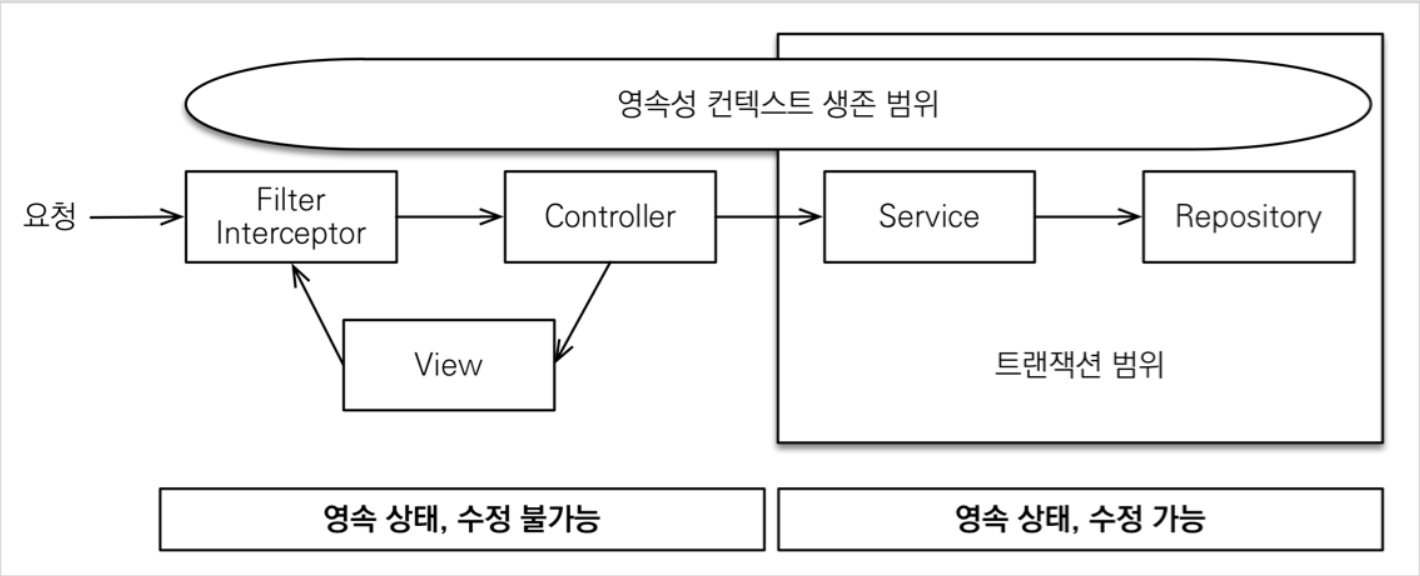 영속성 컨텍스트 생존 범위
요청
Filter
Interceptor
Controller
Service
Repository
View
트랜잭션 범위
영속 상태, 수정 불가능
영속 상태, 수정 가능